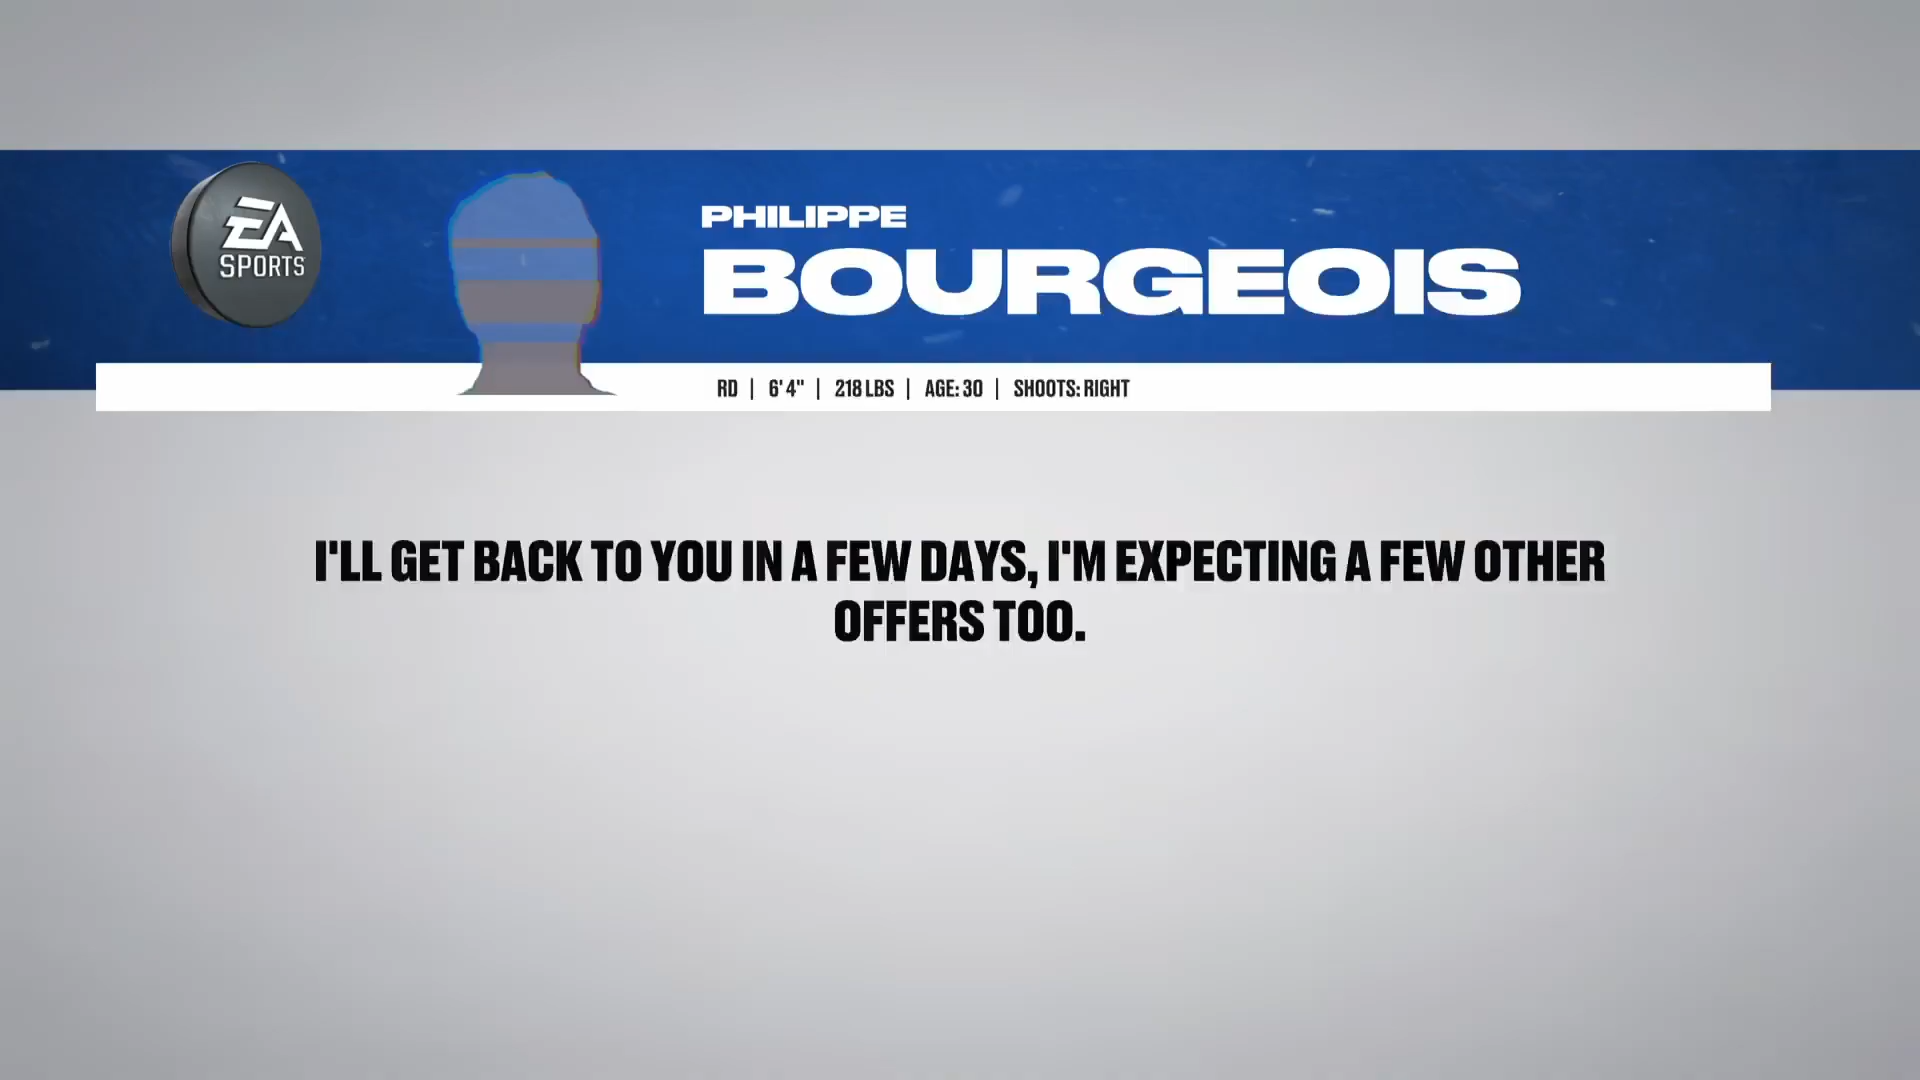 EA
SPORTS
PHILIPPE
BOURGEOIS
RD | 6' 4" | 218 LBS | AGE: 30 | SHOOTS: RIGHT
I'LL GET BACK TO YOU IN A FEW DAYS, I'M EXPECTING A FEW OTHER
OFFERS TOO.